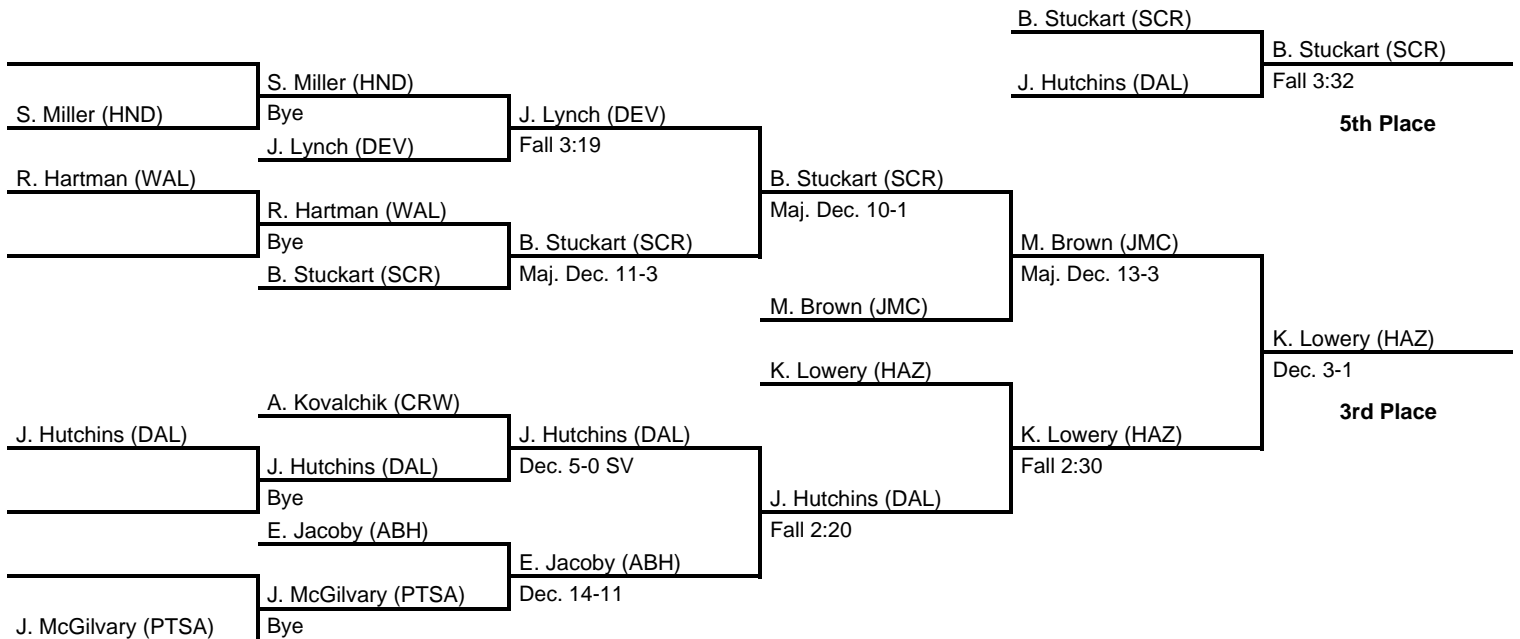 B. Stuckart (SCR)
B. Stuckart (SCR)
S. Miller (HND)
J. Hutchins (DAL)
Fall 3:32
S. Miller (HND)
Bye
J. Lynch (DEV)
5th Place
J. Lynch (DEV)
Fall 3:19
R. Hartman (WAL)
B. Stuckart (SCR)
R. Hartman (WAL)
Maj. Dec. 10-1
Bye
B. Stuckart (SCR)
M. Brown (JMC)
B. Stuckart (SCR)
Maj. Dec. 11-3
Maj. Dec. 13-3
M. Brown (JMC)
K. Lowery (HAZ)
K. Lowery (HAZ)
Dec. 3-1
A. Kovalchik (CRW)
3rd Place
J. Hutchins (DAL)
J. Hutchins (DAL)
K. Lowery (HAZ)
J. Hutchins (DAL)
Dec. 5-0 SV
Fall 2:30
Bye
J. Hutchins (DAL)
E. Jacoby (ABH)
Fall 2:20
E. Jacoby (ABH)
J. McGilvary (PTSA)
Dec. 14-11
J. McGilvary (PTSA)
Bye